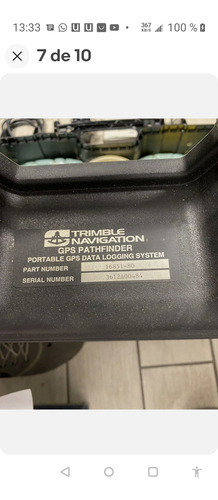 13:33
367
KB/S
100 %
7 de 10
TRIMBLE
NAVIGATION
GPS PATHFINDER
PORTABLE GPS DATA LOGGING SYSTEM
PART NUMBER 16881-80
SERIAL NUMBER